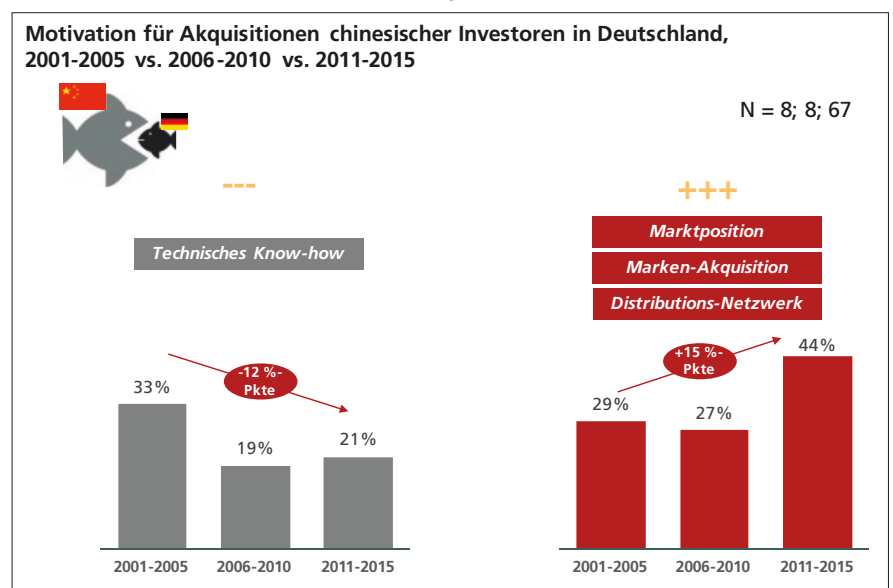 Motivation für Akquisitionen chinesischer Investoren in Deutschland,
2001-2005 vs. 2006-2010 vs. 2011-2015
N = 8; 8; 67
---
+++
Technisches Know-how
Marktposition
Marken-Akquisition
Distributions-Netzwerk
-12 %-
Pkte
33%
19%
21%
2001-2005
2006-2010
2011-2015
+15 %-
Pkte
29%
27%
44%
2001-2005
2006-2010
2011-2015